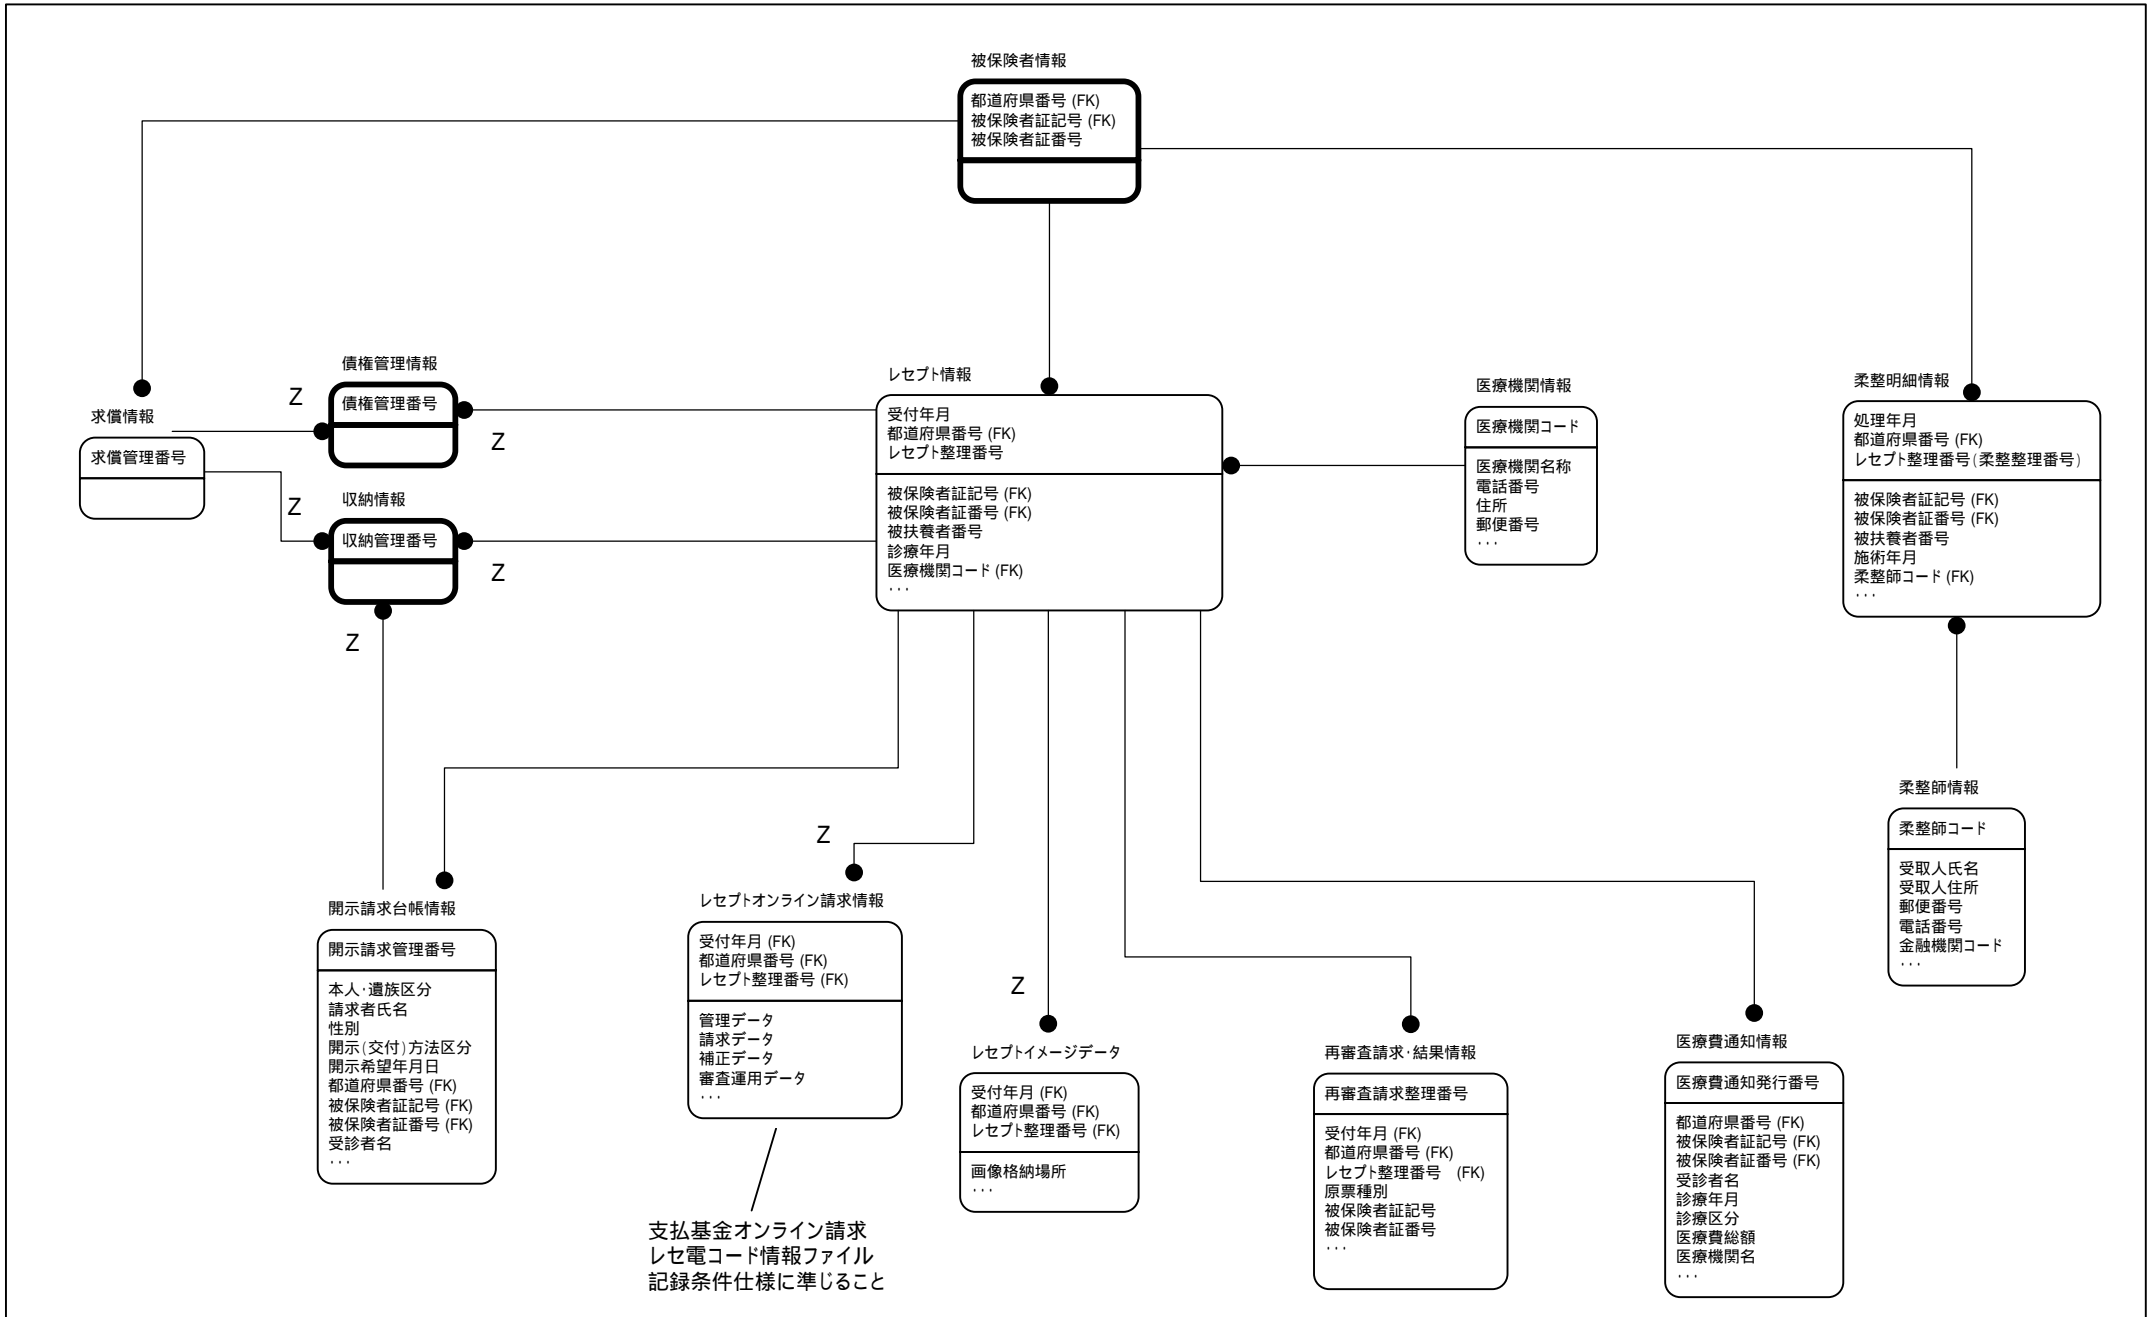 被保険者情報
都道府県番号 (FK)
被保険者証記号 (FK)
被保険者証番号
求償情報
求償管理番号
Z
債権管理情報
債権管理番号
Z
Z
収納情報
収納管理番号
Z
Z
レセプト情報
受付年月
都道府県番号 (FK)
レセプト整理番号
被保険者証記号 (FK)
被保険者証番号 (FK)
被扶養者番号
診療年月
医療機関コード (FK)
...
医療機関情報
医療機関コード
医療機関名称
電話番号
住所
郵便番号
...
柔整明細情報
処理年月
都道府県番号 (FK)
レセプト整理番号(柔整整理番号)
被保険者証記号 (FK)
被保険者証番号 (FK)
被扶養者番号
施術年月
柔整師コード (FK)
...
柔整師情報
柔整師コード
受取人氏名
受取人住所
郵便番号
電話番号
金融機関コード
...
開示請求台帳情報
開示請求管理番号
本人・遺族区分
請求者氏名
性別
開示(交付)方法区分
開示希望年月日
都道府県番号 (FK)
被保険者証記号 (FK)
被保険者証番号 (FK)
受診者名
...
Z
レセプトオンライン請求情報
受付年月 (FK)
都道府県番号 (FK)
レセプト整理番号 (FK)
管理データ
請求データ
補正データ
審査運用データ
...
支払基金オンライン請求
レセ電コード情報ファイル
記録条件仕様に準じること
Z
レセプトイメージデータ
受付年月 (FK)
都道府県番号 (FK)
レセプト整理番号 (FK)
画像格納場所
...
再審査請求・結果情報
再審査請求整理番号
受付年月 (FK)
都道府県番号 (FK)
レセプト整理番号 (FK)
原票種別
被保険者証記号
被保険者証番号
...
医療費通知情報
医療費通知発行番号
都道府県番号 (FK)
被保険者証記号 (FK)
被保険者証番号 (FK)
受診者名
診療年月
診療区分
医療費総額
医療機関名
...